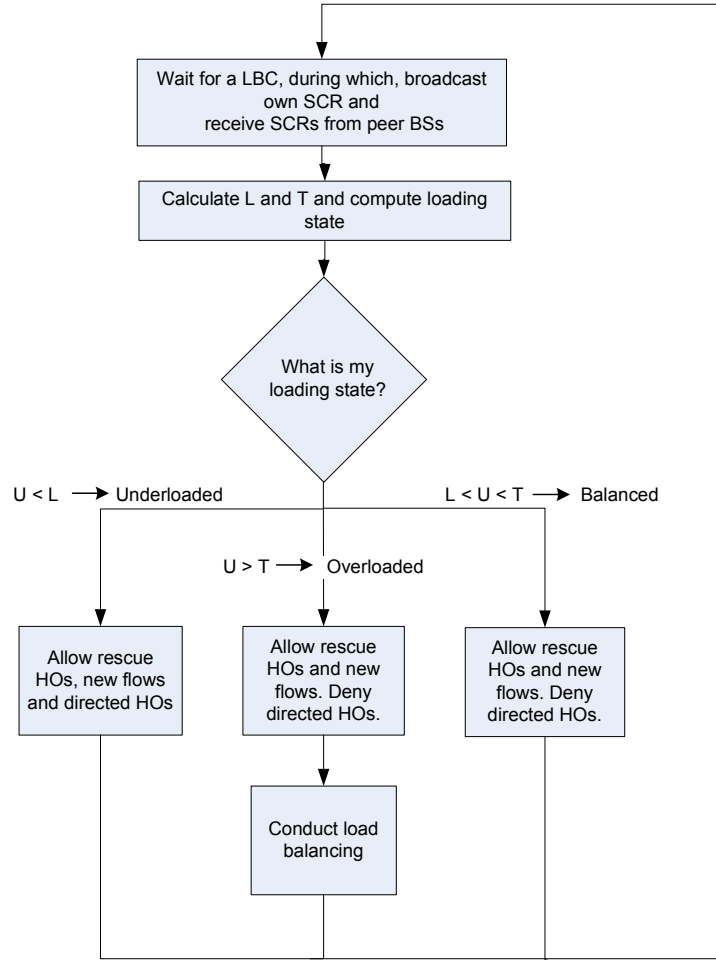 Wait for a LBC, during which, broadcast
own SCR and
receive SCRs from peer BSs
Calculate L and T and compute loading
state
What is my
loading state?
U < L → Underloaded
L < U < T → Balanced
U > T → Overloaded
Allow rescue
HOs, new flows
and directed HOs
Allow rescue
HOs and new
flows. Deny
directed HOs.
Allow rescue
HOs and new
flows. Deny
directed HOs.
Conduct load
balancing